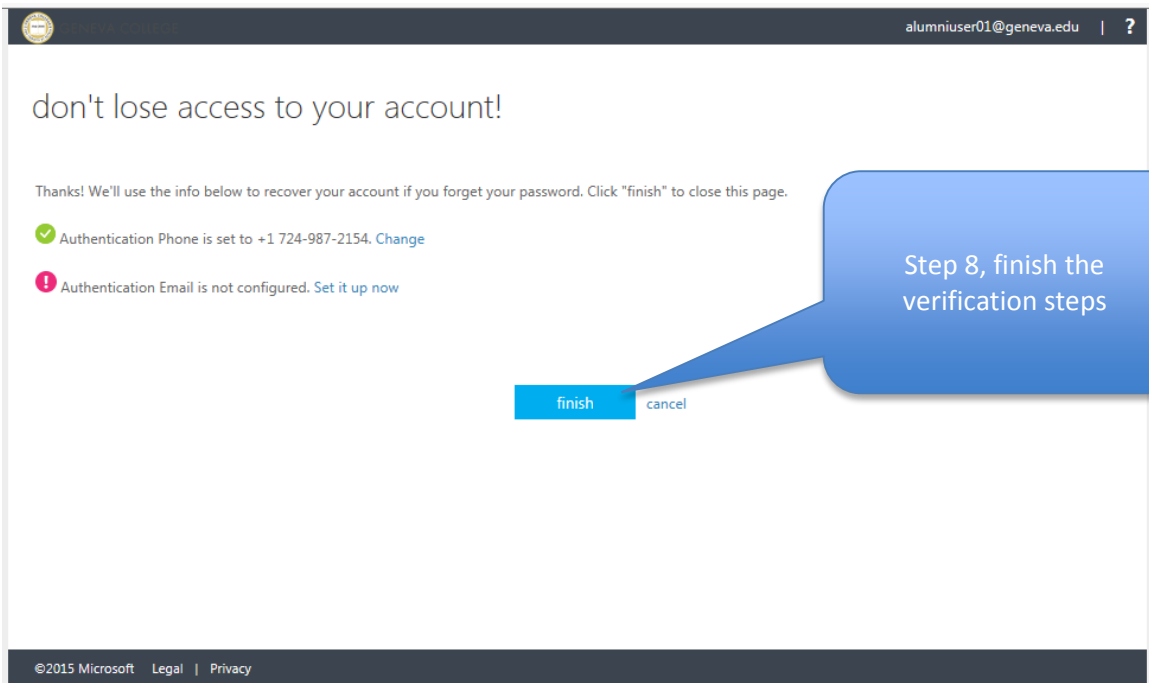 GENEVA COLLEGE
alumniuser01@geneva.edu | ?
don't lose access to your account!
Thanks! We'll use the info below to recover your account if you forget your password. Click "finish" to close this page.
Authentication Phone is set to +1 724-987-2154. Change
Authentication Email is not configured. Set it up now
Step 8, finish the
verification steps
finish cancel
©2015 Microsoft Legal | Privacy